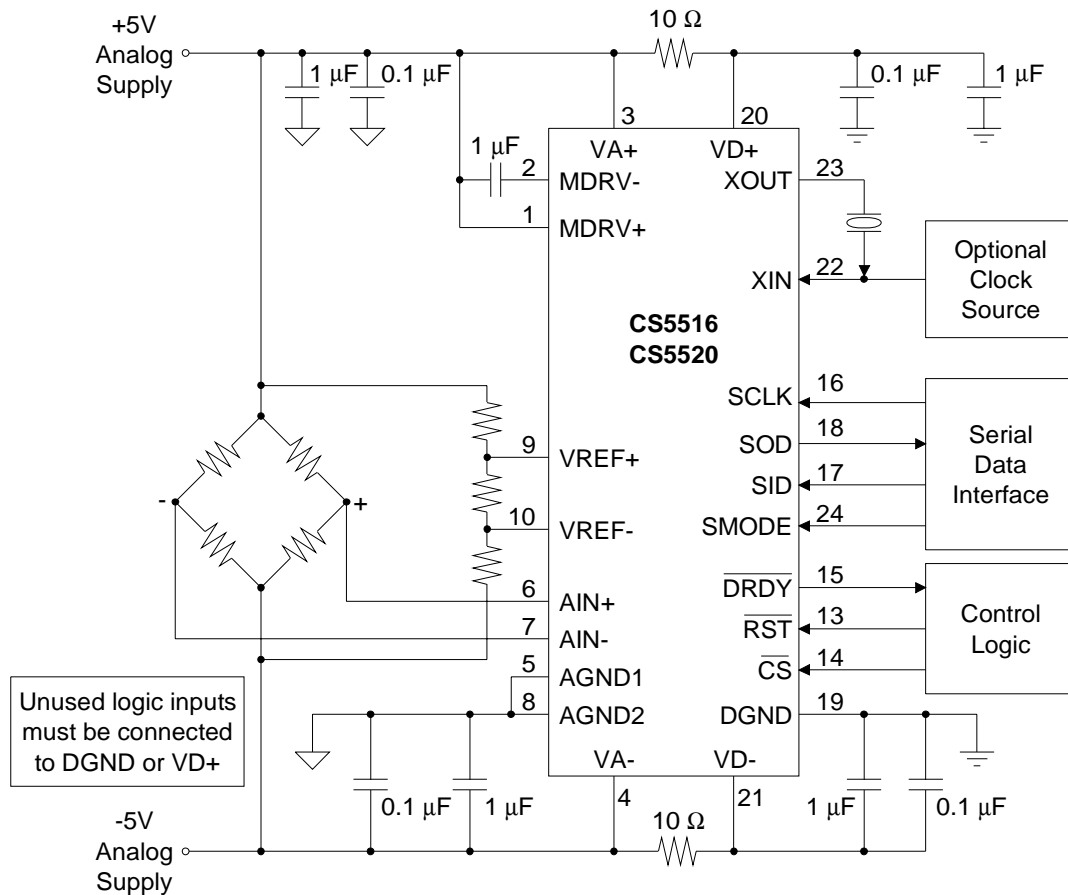 +5V
Analog
Supply
10 Ω
1 µF
0.1 µF
0.1 µF
1 µF
3
20
VA+
VD+
1 µF
2
MDRV-
XOUT
23
1
MDRV+
XIN
22
Optional
Clock
Source
CS5516
CS5520
SCLK
16
SOD
18
SID
17
SMODE
24
Serial
Data
Interface
9
VREF+
-
+
10
VREF-
6
AIN+
7
AIN-
5
AGND1
8
AGND2
DRDY
15
RST
13
CS
14
DGND
19
Control
Logic
Unused logic inputs
must be connected
to DGND or VD+
VA-
VD-
4
21
0.1 µF
1 µF
1 µF
0.1 µF
10 Ω
-5V
Analog
Supply